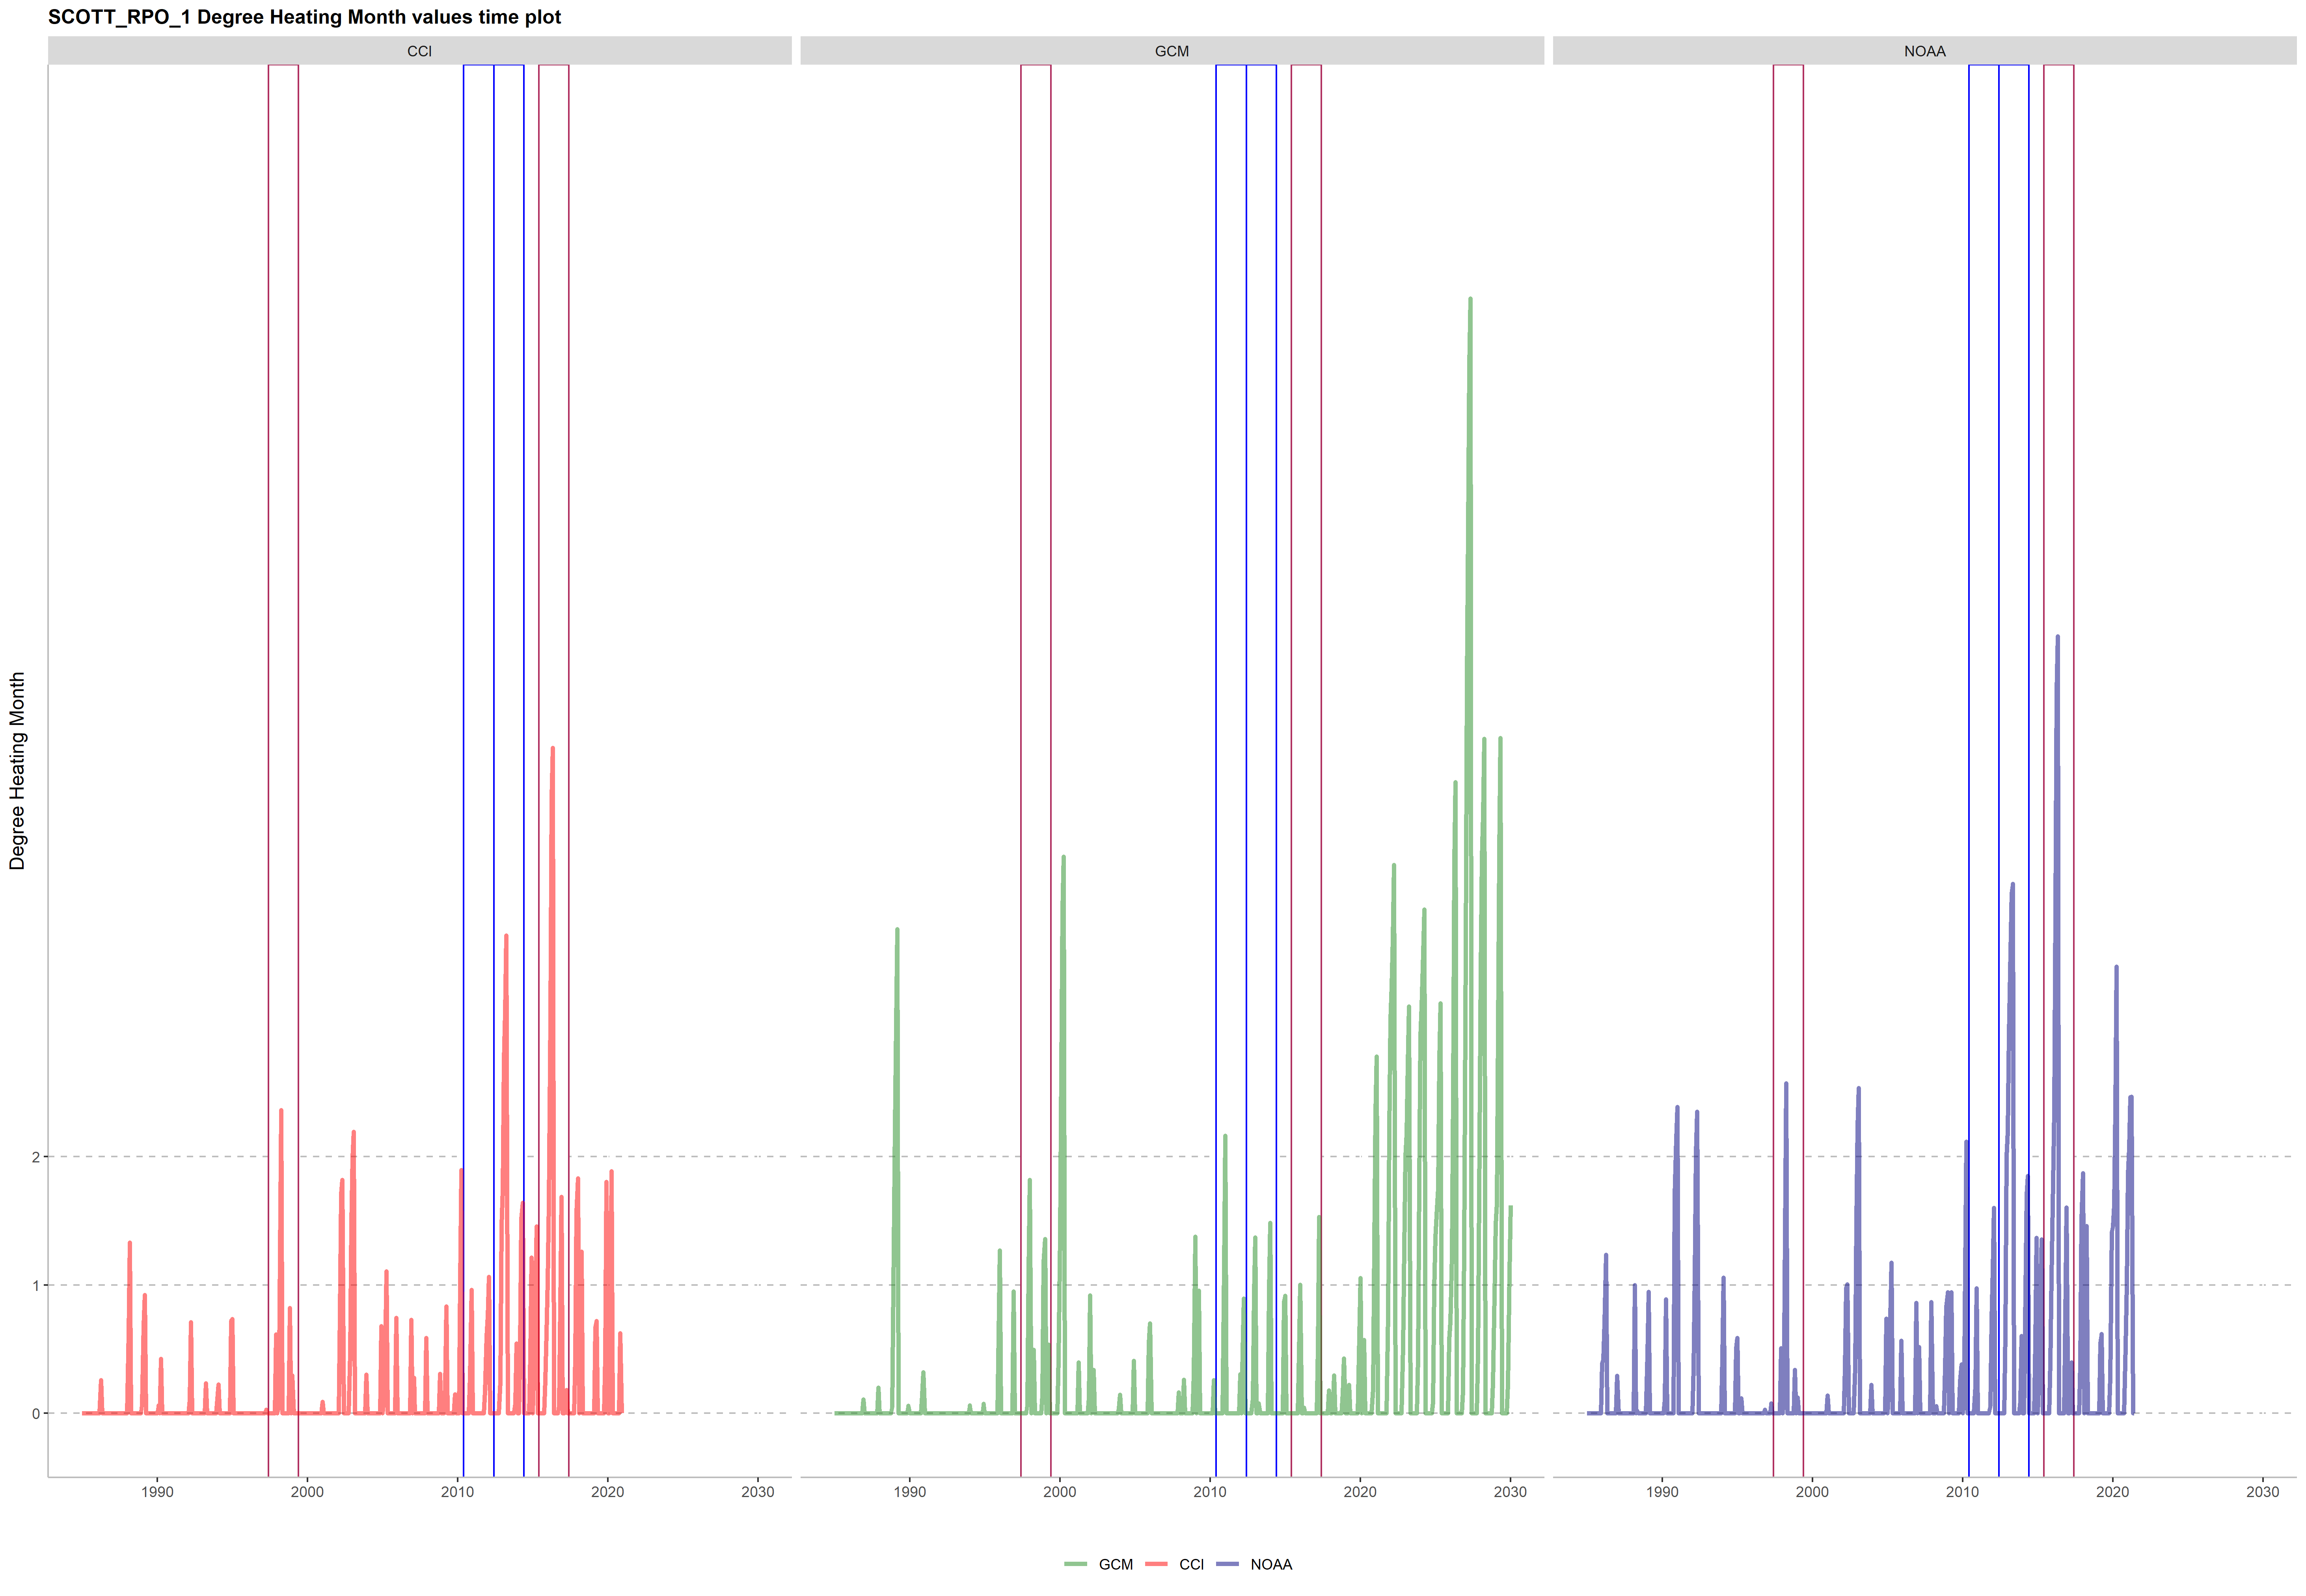 SCOTT_RPO_1 Degree Heating Month values time plot
CCI GCM NOAA
Degree Heating Month
2
1
0
1990 2000 2010 2020 2030 1990 2000 2010 2020 2030 1990 2000 2010 2020 2030
GCM CCI NOAA